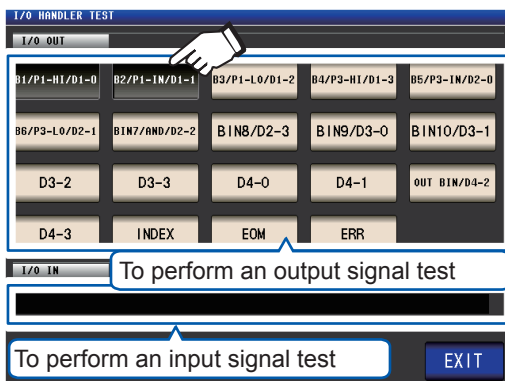 I/O HANDLER TEST
I/O OUT
B1/P1-HI/D1-0 B2/P1-IN/D1-1 B3/P1-LO/D1-2 B4/P3-HI/D1-3 B5/P3-IN/D2-0
B6/P3-LO/D2-1 BIN7/AND/D2-2 BIN8/D2-3 BIN9/D3-0 BIN10/D3-1
D3-2 D3-3 D4-0 D4-1 OUT BIN/D4-2
D4-3 INDEX EOM ERR
To perform an output signal test
I/O IN
To perform an input signal test
EXIT